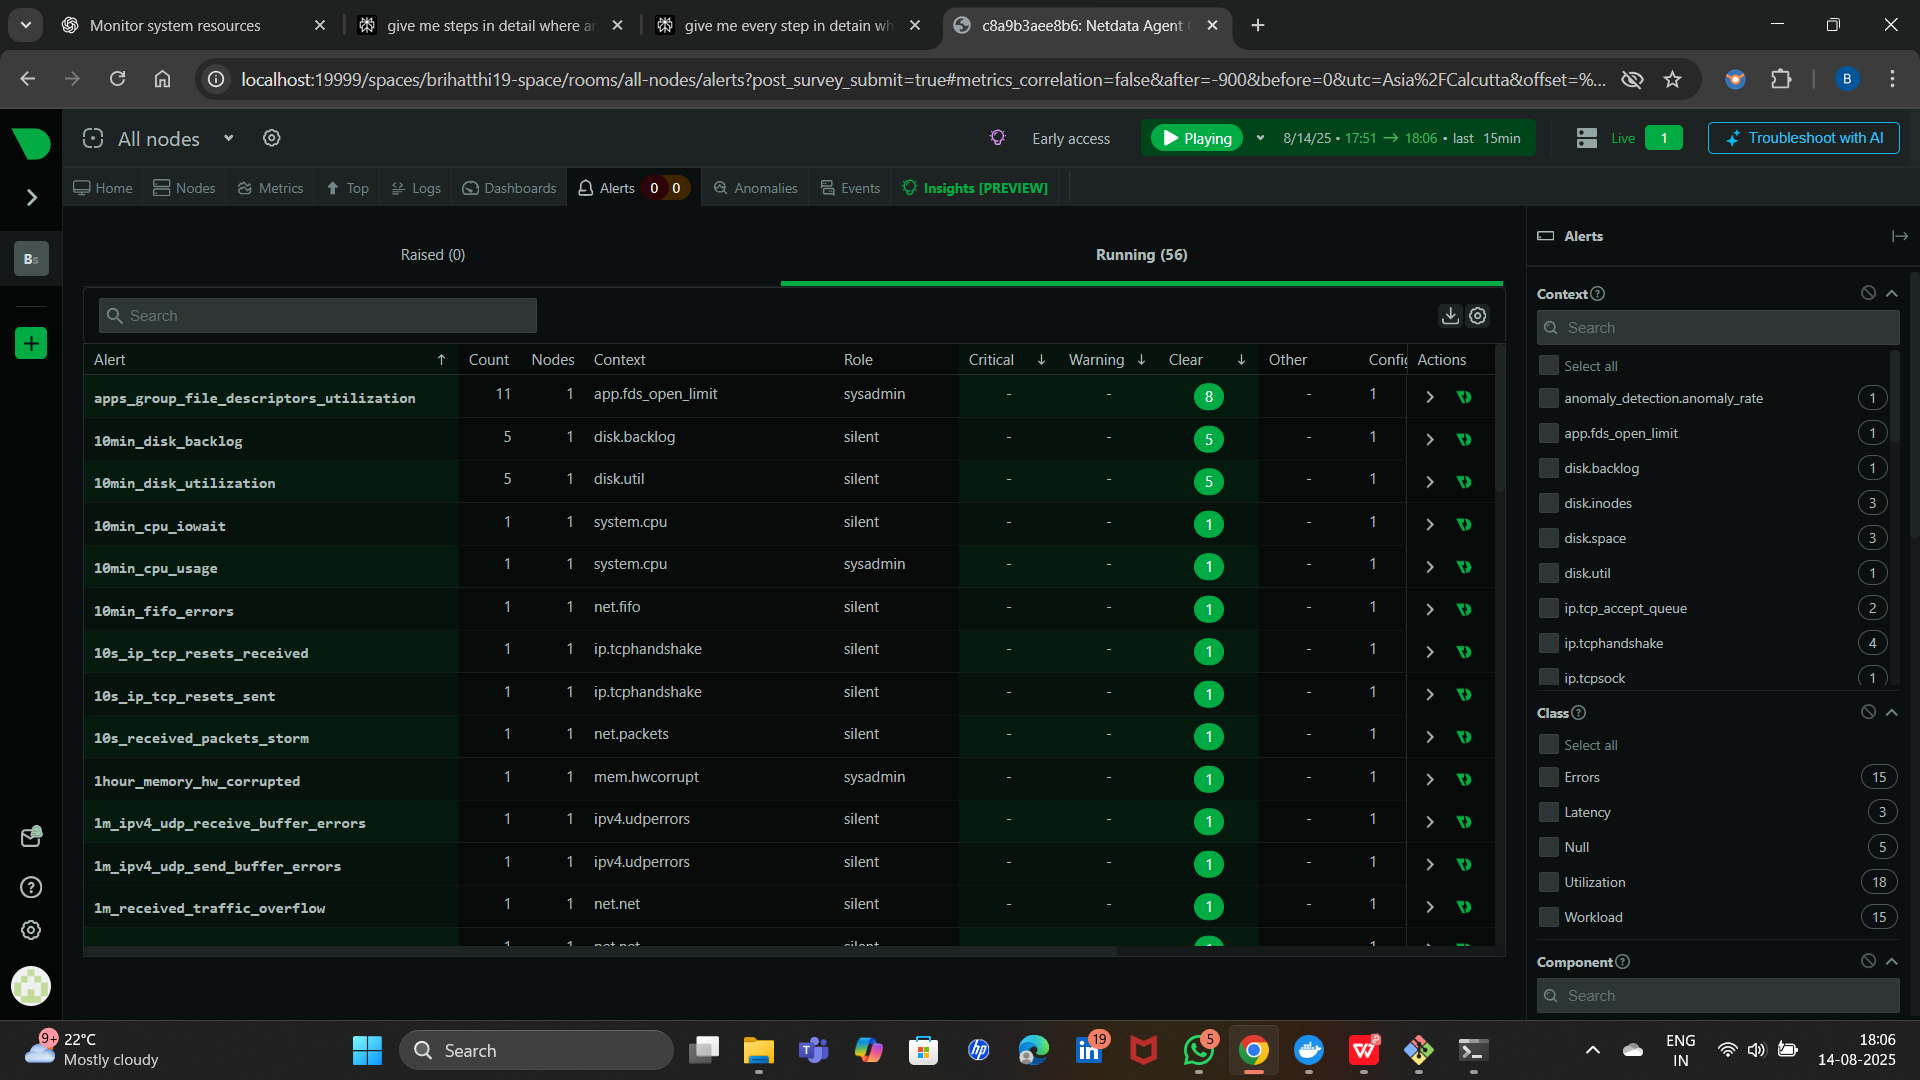 Monitor system resources
give me steps in detail where ar
give me every step in detain wh
c8a9b3aee8b6: Netdata Agent
localhost:19999/spaces/brihatthi19-space/rooms/all-nodes/alerts?post_survey_submit=true#metrics_correlation=false&after=-900&before=0&utc=Asia%2FCalcutta&offset=%...
B
All nodes
Early access
Playing
8/14/25 • 17:51 → 18:06 • last 15min
Live 1
Troubleshoot with AI
Home
Nodes
Metrics
Top
Logs
Dashboards
Alerts 0 0
Anomalies
Events
Insights [PREVIEW]
Bs
Raised (0)
Running (56)
Search
Alert Count Nodes Context Role Critical Warning Clear Other Config Actions
apps_group_file_descriptors_utilization 11 1 app.fds_open_limit sysadmin - - 8 - 1
10min_disk_backlog 5 1 disk.backlog silent - - 5 - 1
10min_disk_utilization 5 1 disk.util silent - - 5 - 1
10min_cpu_iowait 1 1 system.cpu silent - - 1 - 1
10min_cpu_usage 1 1 system.cpu sysadmin - - 1 - 1
10min_fifo_errors 1 1 net.fifo silent - - 1 - 1
10s_ip_tcp_resets_received 1 1 ip.tcphandshake silent - - 1 - 1
10s_ip_tcp_resets_sent 1 1 ip.tcphandshake silent - - 1 - 1
10s_received_packets_storm 1 1 net.packets silent - - 1 - 1
1hour_memory_hw_corrupted 1 1 mem.hwcorrupt sysadmin - - 1 - 1
1m_ipv4_udp_receive_buffer_errors 1 1 ipv4.udperrors silent - - 1 - 1
1m_ipv4_udp_send_buffer_errors 1 1 ipv4.udperrors silent - - 1 - 1
1m_received_traffic_overflow 1 1 net.net silent - - 1 - 1
1 1 net.net silent - - 1 - 1
Alerts
Context
Search
Select all
anomaly_detection.anomaly_rate 1
app.fds_open_limit 1
disk.backlog 1
disk.inodes 3
disk.space 3
disk.util 1
ip.tcp_accept_queue 2
ip.tcphandshake 4
ip.tcpsock 1
Class
Select all
Errors 15
Latency 3
Null 5
Utilization 18
Workload 15
Component
Search
9+
22°C
Mostly cloudy
Search
19
5
ENG
IN
18:06
14-08-2025